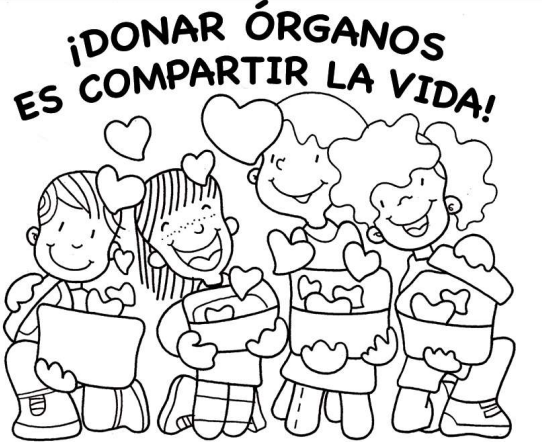 ¡DONAR ÓRGANOS
ES COMPARTIR LA VIDA!